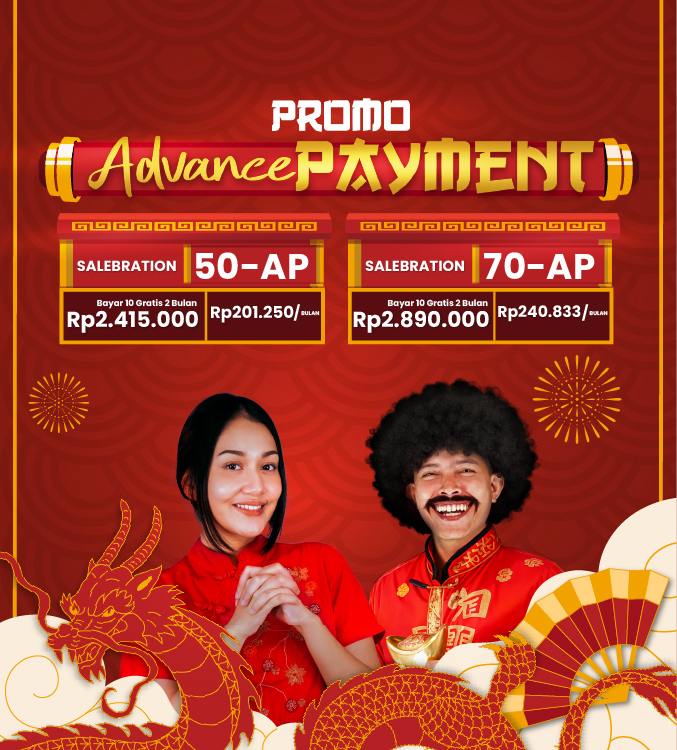 PROMO
Advance PAYMENT
SALEBRATION 50-AP
Bayar 10 Gratis 2 Bulan
Rp2.415.000
Rp201.250/BULAN
SALEBRATION 70-AP
Bayar 10 Gratis 2 Bulan
Rp2.890.000
Rp240.833/BULAN